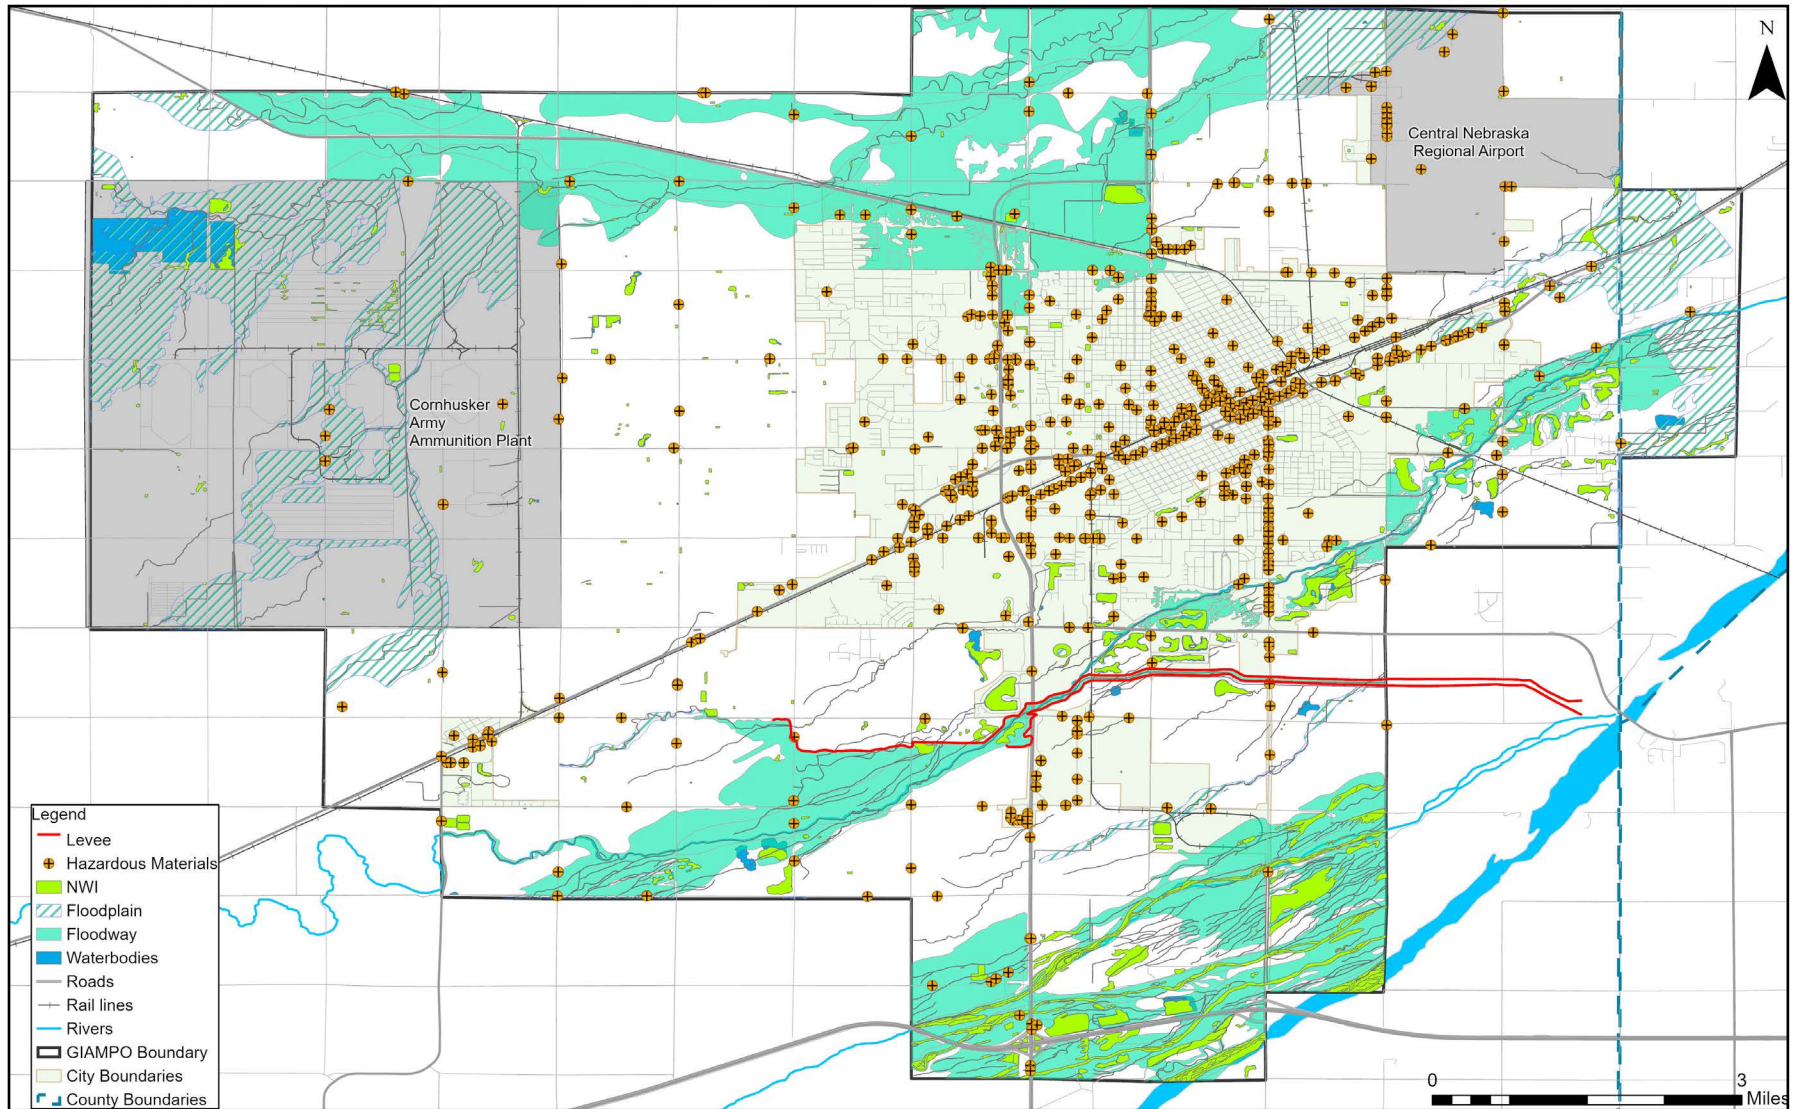 N
Central Nebraska
Regional Airport
Cornhusker
Army
Ammunition Plant
Legend
Levee
Hazardous Materials
NWI
Floodplain
Floodway
Waterbodies
Roads
Rail lines
Rivers
GIAMPO Boundary
City Boundaries
County Boundaries
0 3
Miles